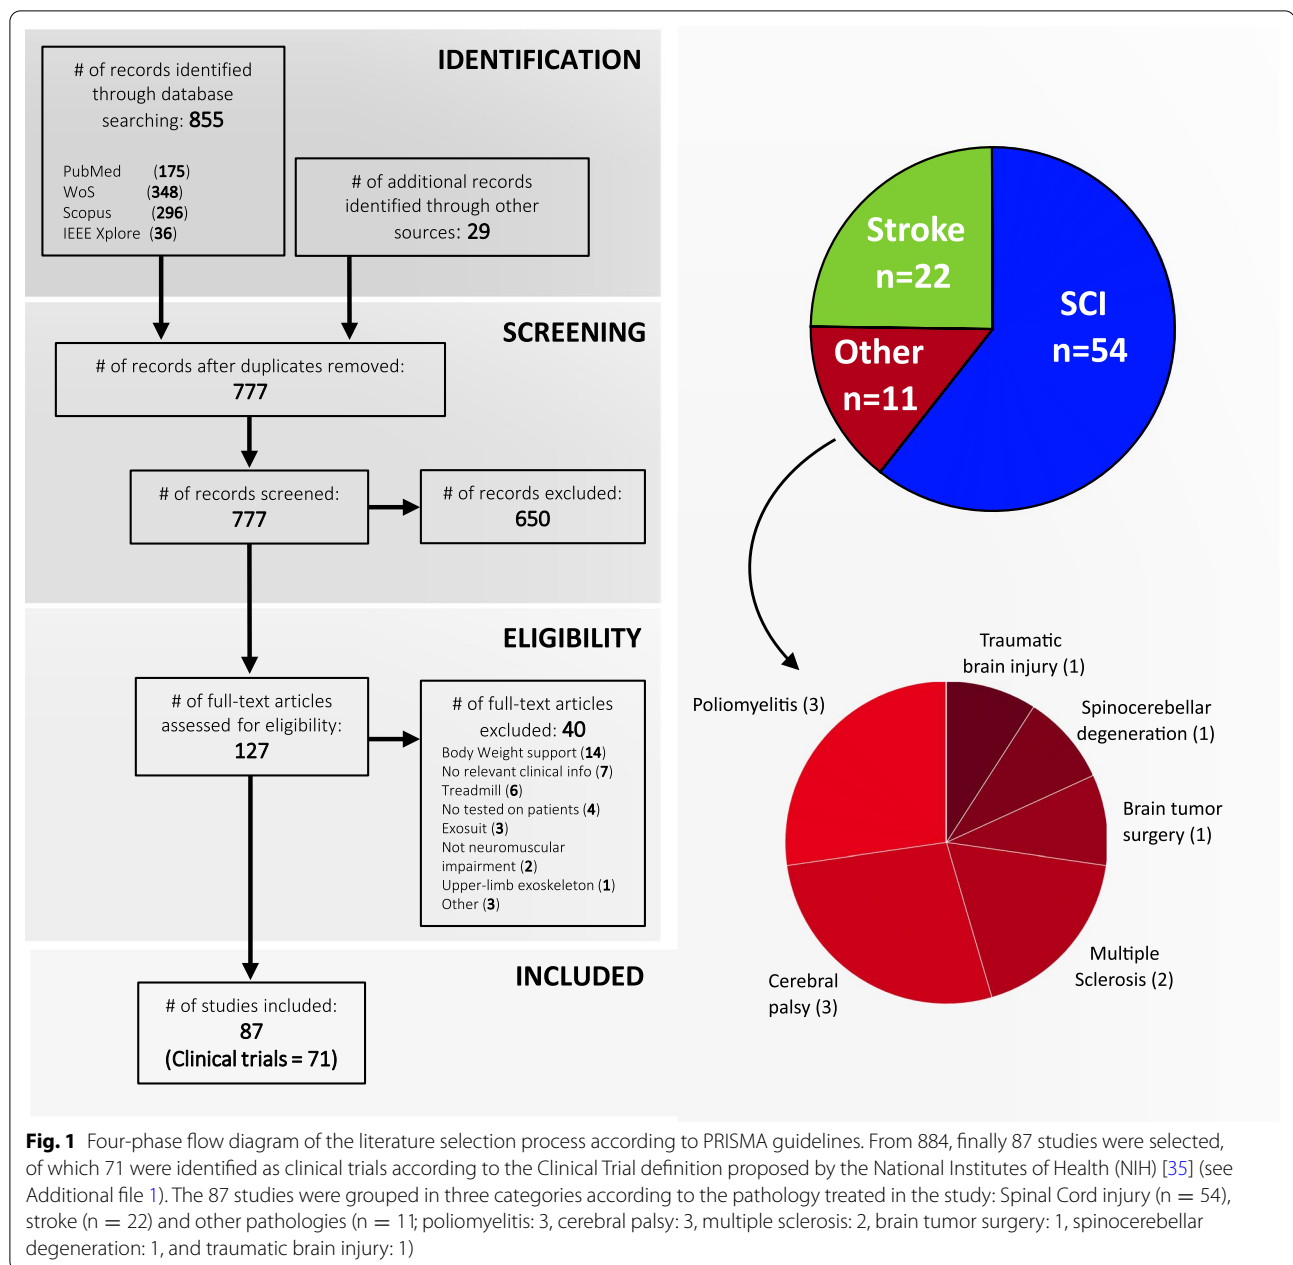 IDENTIFICATION
# of records identified
through database
searching: 855
PubMed (175)
WoS (348)
Scopus (296)
IEEE Xplore (36)
# of additional records
identified through other
sources: 29
SCREENING
# of records after duplicates removed:
777
# of records screened:
777
# of records excluded:
650
ELIGIBILITY
# of full-text articles
assessed for eligibility:
127
# of full-text articles
excluded: 40
Body Weight support (14)
No relevant clinical info (7)
Treadmill (6)
No tested on patients (4)
Exosuit (3)
Not neuromuscular
impairment (2)
Upper-limb exoskeleton (1)
Other (3)
INCLUDED
# of studies included:
87
(Clinical trials = 71)
Stroke
n=22
SCI
n=54
Other
n=11
Traumatic
brain injury (1)
Poliomyelitis (3)
Spinocerebellar
degeneration (1)
Brain tumor
surgery (1)
Multiple
Sclerosis (2)
Cerebral
palsy (3)
Fig. 1 Four-phase flow diagram of the literature selection process according to PRISMA guidelines. From 884, finally 87 studies were selected,
of which 71 were identified as clinical trials according to the Clinical Trial definition proposed by the National Institutes of Health (NIH) [35] (see
Additional file 1). The 87 studies were grouped in three categories according to the pathology treated in the study: Spinal Cord injury (n = 54),
stroke (n = 22) and other pathologies (n = 11; poliomyelitis: 3, cerebral palsy: 3, multiple sclerosis: 2, brain tumor surgery: 1, spinocerebellar
degeneration: 1, and traumatic brain injury: 1)